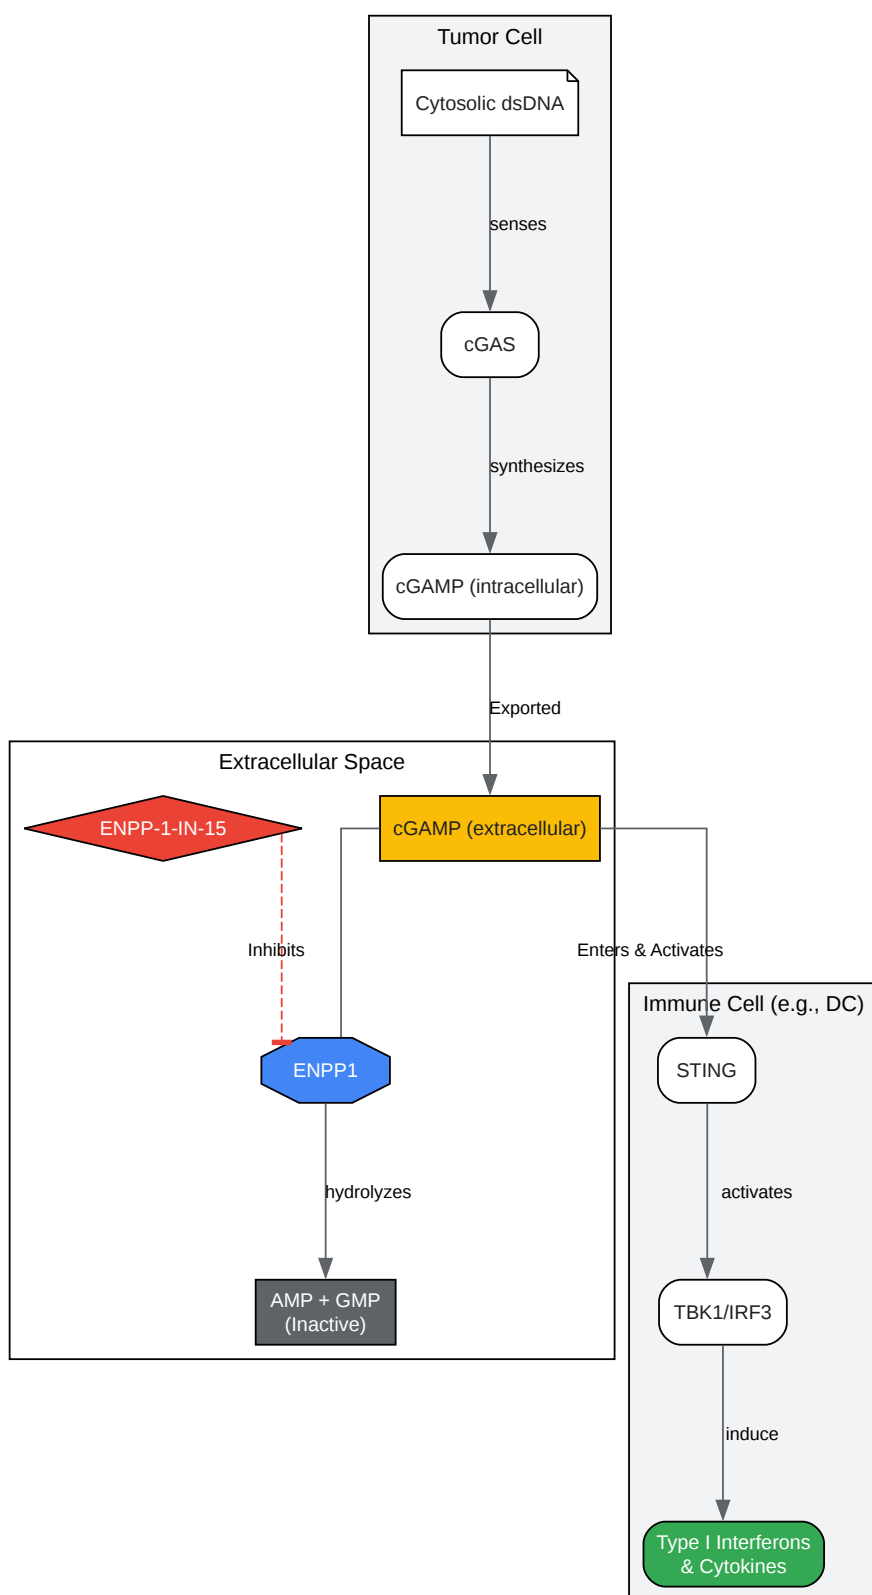 Tumor Cell
Cytosolic dsDNA
senses
cGAS
synthesizes
cGAMP (intracellular)
Exported
Extracellular Space
ENPP-1-IN-15
cGAMP (extracellular)
Inhibits
Enters & Activates
Immune Cell (e.g., DC)
ENPP1
STING
hydrolyzes
activates
AMP + GMP
(Inactive)
TBK1/IRF3
induce
Type I Interferons
& Cytokines